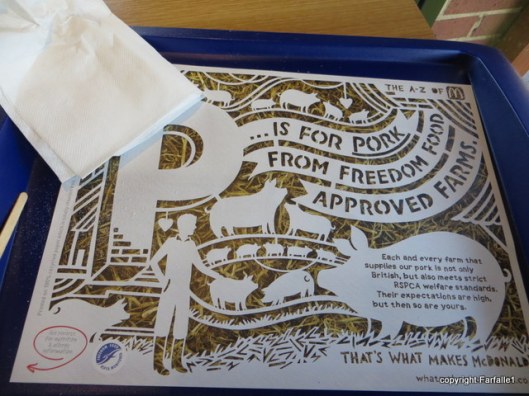 THE A-Z OF M
P
...IS FOR PORK
FROM FREEDOM FOOD
APPROVED FARMS.
Each and every farm that
supplies our pork is not only
British, but also meets strict
RSPCA welfare standards.
Their expectations are high,
but then so are yours.
THAT'S WHAT MAKES McDONALD
what
copyright-Farfalle1